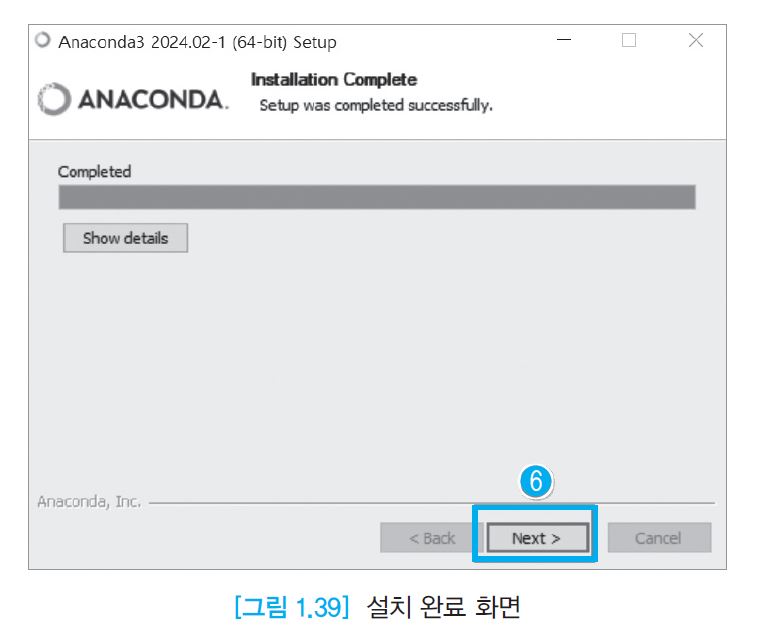 Anaconda3 2024.02-1 (64-bit) Setup
Installation Complete
ANACONDA.
Setup was completed successfully.
Completed
Show details
6
Anaconda, Inc.
< Back
Next >
Cancel
[그림 1.39] 설치 완료 화면